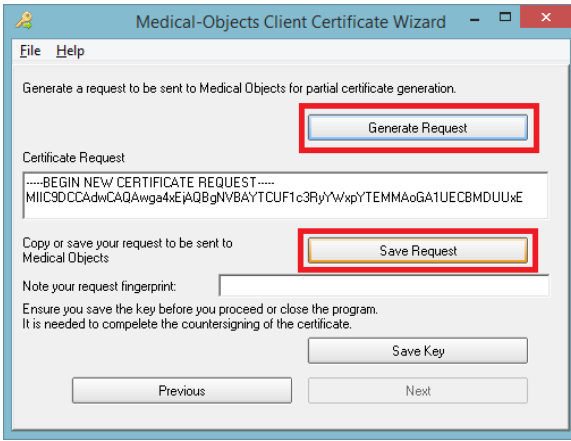 Medical-Objects Client Certificate Wizard
File Help
Generate a request to be sent to Medical Objects for partial certificate generation.
Generate Request
Certificate Request
-----BEGIN NEW CERTIFICATE REQUEST-----
MIIC9DCCAdwCAQAwga4xEjAQBgNVBAYTCUF1c3RyYWxpYTEMMAoGA1UECBMDUUxE
Copy or save your request to be sent to
Medical Objects
Save Request
Note your request fingerprint:
Ensure you save the key before you proceed or close the program.
It is needed to compelete the countersigning of the certificate.
Save Key
Previous Next